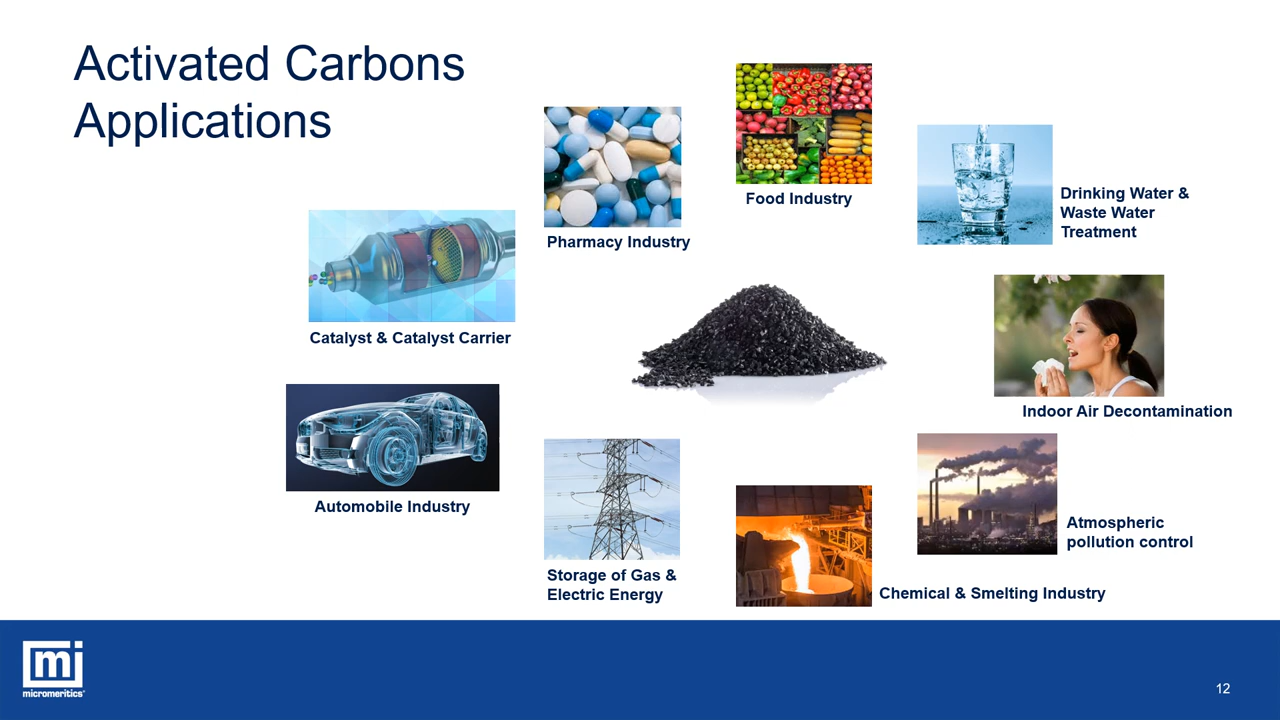 Activated Carbons
Applications
Food Industry
Pharmacy Industry
Drinking Water &
Waste Water
Treatment
Catalyst & Catalyst Carrier
Indoor Air Decontamination
Automobile Industry
Atmospheric
pollution control
Storage of Gas &
Electric Energy
Chemical & Smelting Industry
mi
micromeritics®
12